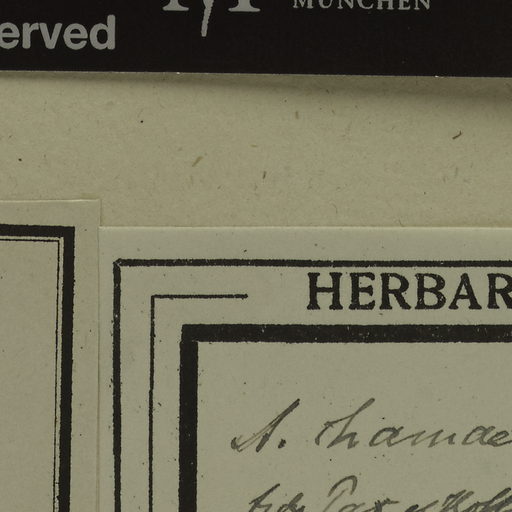 MÜNCHEN
erved
HERBAR
A. chamae